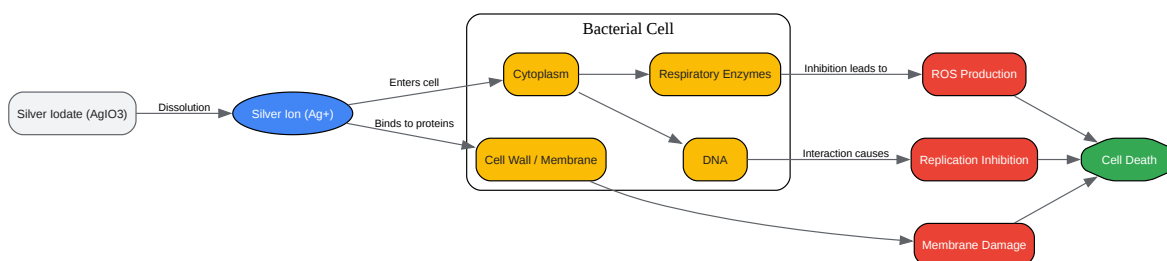 Bacterial Cell
Silver Iodate (AgIO3)
Dissolution
Silver Ion (Ag+)
Enters cell
Binds to proteins
Cytoplasm
Respiratory Enzymes
Cell Wall / Membrane
DNA
Inhibition leads to
Interaction causes
ROS Production
Replication Inhibition
Membrane Damage
Cell Death